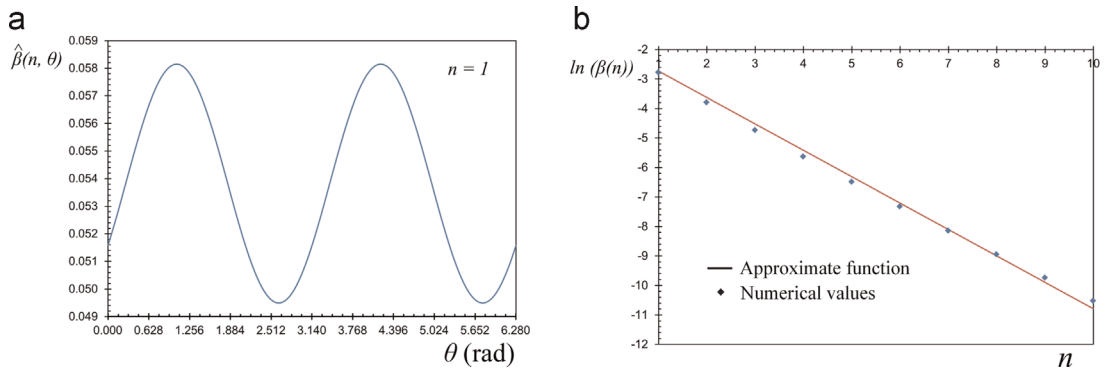 a
0.059
β̂(n, θ)
n = 1
0.058
0.057
0.056
0.055
0.054
0.053
0.052
0.051
0.050
0.049
0.000 0.628 1.256 1.884 2.512 3.140 3.768 4.396 5.024 5.652 6.280
θ (rad)
b
-2
ln (β(n))
2 3 4 5 6 7 8 9 10
-3
-4
-5
-6
-7
-8
-9
-10
-11
-12
Approximate function
Numerical values
n